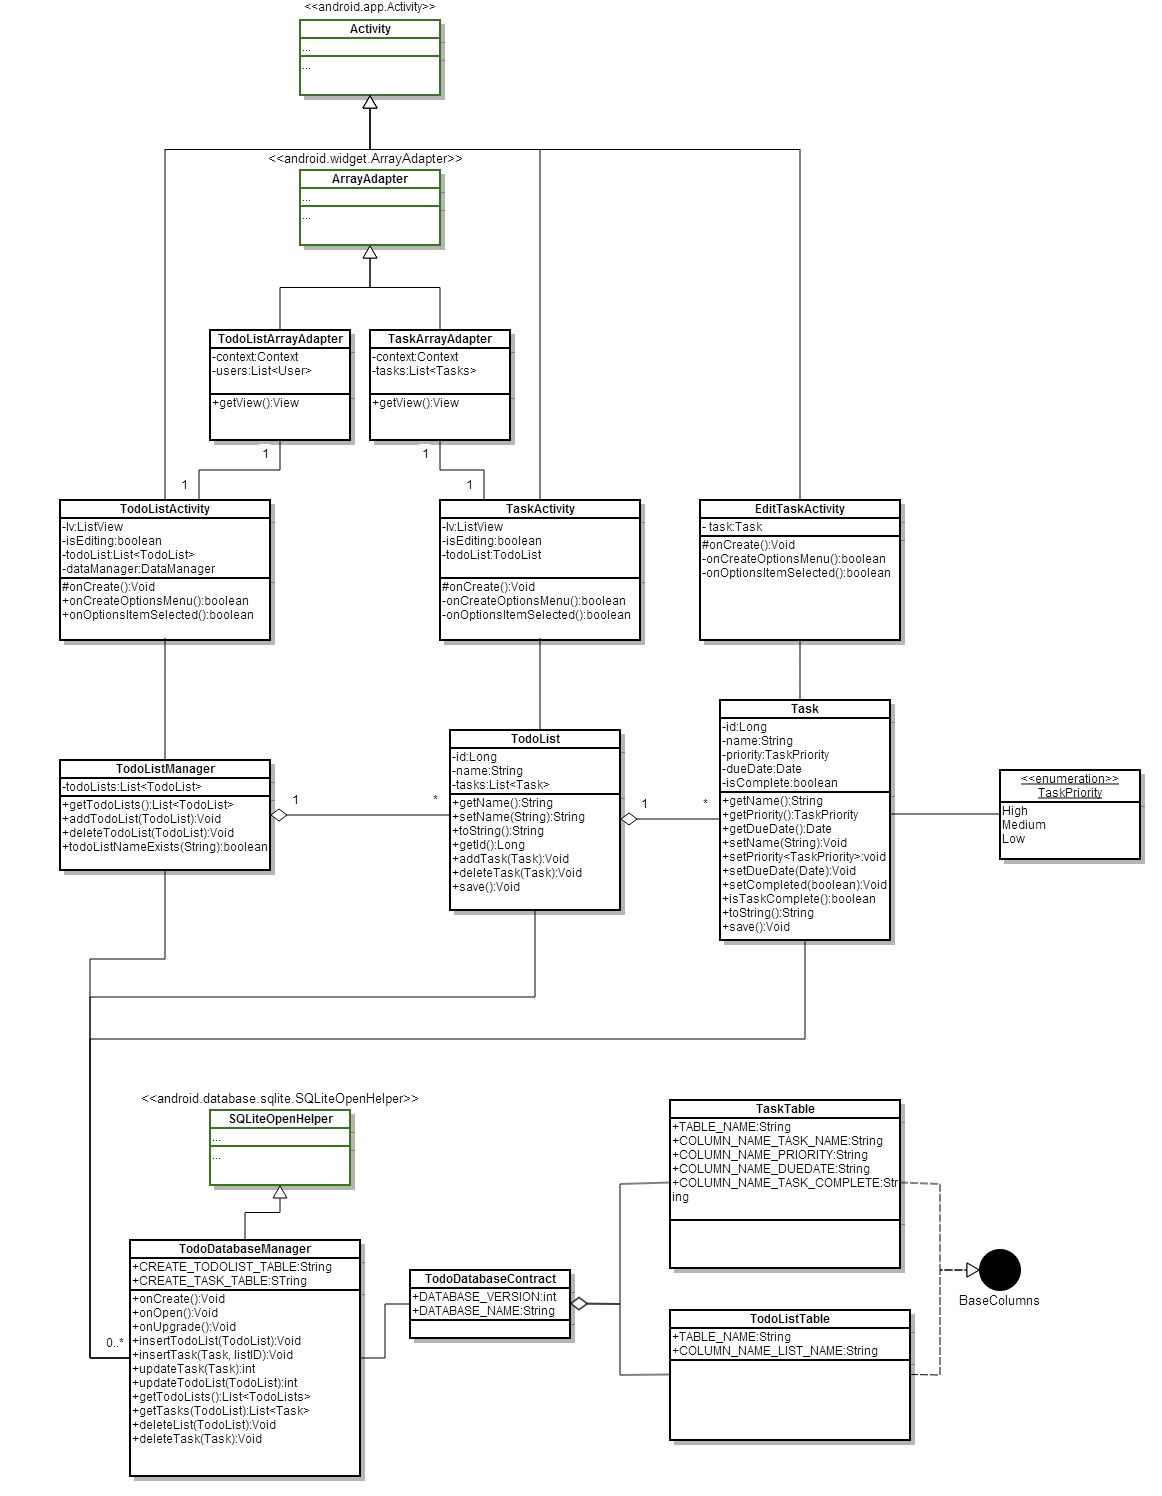 <<android.app.Activity>>
Activity
...
...
<<android.widget.ArrayAdapter>>
ArrayAdapter
...
...
TodoListArrayAdapter
-context:Context
-users:List<User>
+getView():View
TaskArrayAdapter
-context:Context
-tasks:List<Tasks>
+getView():View
1
1
1
1
TodoListActivity
-lv:ListView
-isEditing:boolean
-todoList:List<TodoList>
-dataManager:DataManager
#onCreate():Void
+onCreateOptionsMenu():boolean
+onOptionsItemSelected():boolean
TaskActivity
-lv:ListView
-isEditing:boolean
-todoList:TodoList
#onCreate():Void
-onCreateOptionsMenu():boolean
-onOptionsItemSelected():boolean
EditTaskActivity
- task:Task
#onCreate():Void
-onCreateOptionsMenu():boolean
-onOptionsItemSelected():boolean
TodoListManager
-todoLists:List<TodoList>
+getTodoLists():List<TodoList>
+addTodoList(TodoList):Void
+deleteTodoList(TodoList):Void
+todoListNameExists(String):boolean
1
*
TodoList
-id:Long
-name:String
-tasks:List<Task>
+getName():String
+setName(String):String
+toString():String
+getId():Long
+addTask(Task):Void
+deleteTask(Task):Void
+save():Void
1
*
Task
-id:Long
-name:String
-priority:TaskPriority
-dueDate:Date
-isComplete:boolean
+getName():String
+getPriority():TaskPriority
+getDueDate():Date
+setName(String):Void
+setPriority<TaskPriority>:void
+setDueDate(Date):Void
+setCompleted(boolean):Void
+isTaskComplete():boolean
+toString():String
+save():Void
<<enumeration>>
TaskPriority
High
Medium
Low
<<android.database.sqlite.SQLiteOpenHelper>>
SQLiteOpenHelper
...
...
TodoDatabaseManager
+CREATE_TODOLIST_TABLE:String
+CREATE_TASK_TABLE:STring
+onCreate():Void
+onOpen():Void
+onUpgrade():Void
+insertTodoList(TodoList):Void
+insertTask(Task, listID):Void
+updateTask(Task):int
+updateTodoList(TodoList):int
+getTodoLists():List<TodoLists>
+getTasks(TodoList):List<Task>
+deleteList(TodoList):Void
+deleteTask(Task):Void
0..*
TodoDatabaseContract
+DATABASE_VERSION:int
+DATABASE_NAME:String
TaskTable
+TABLE_NAME:String
+COLUMN_NAME_TASK_NAME:String
+COLUMN_NAME_PRIORITY:String
+COLUMN_NAME_DUEDATE:String
+COLUMN_NAME_TASK_COMPLETE:Str
ing
TodoListTable
+TABLE_NAME:String
+COLUMN_NAME_LIST_NAME:String
BaseColumns